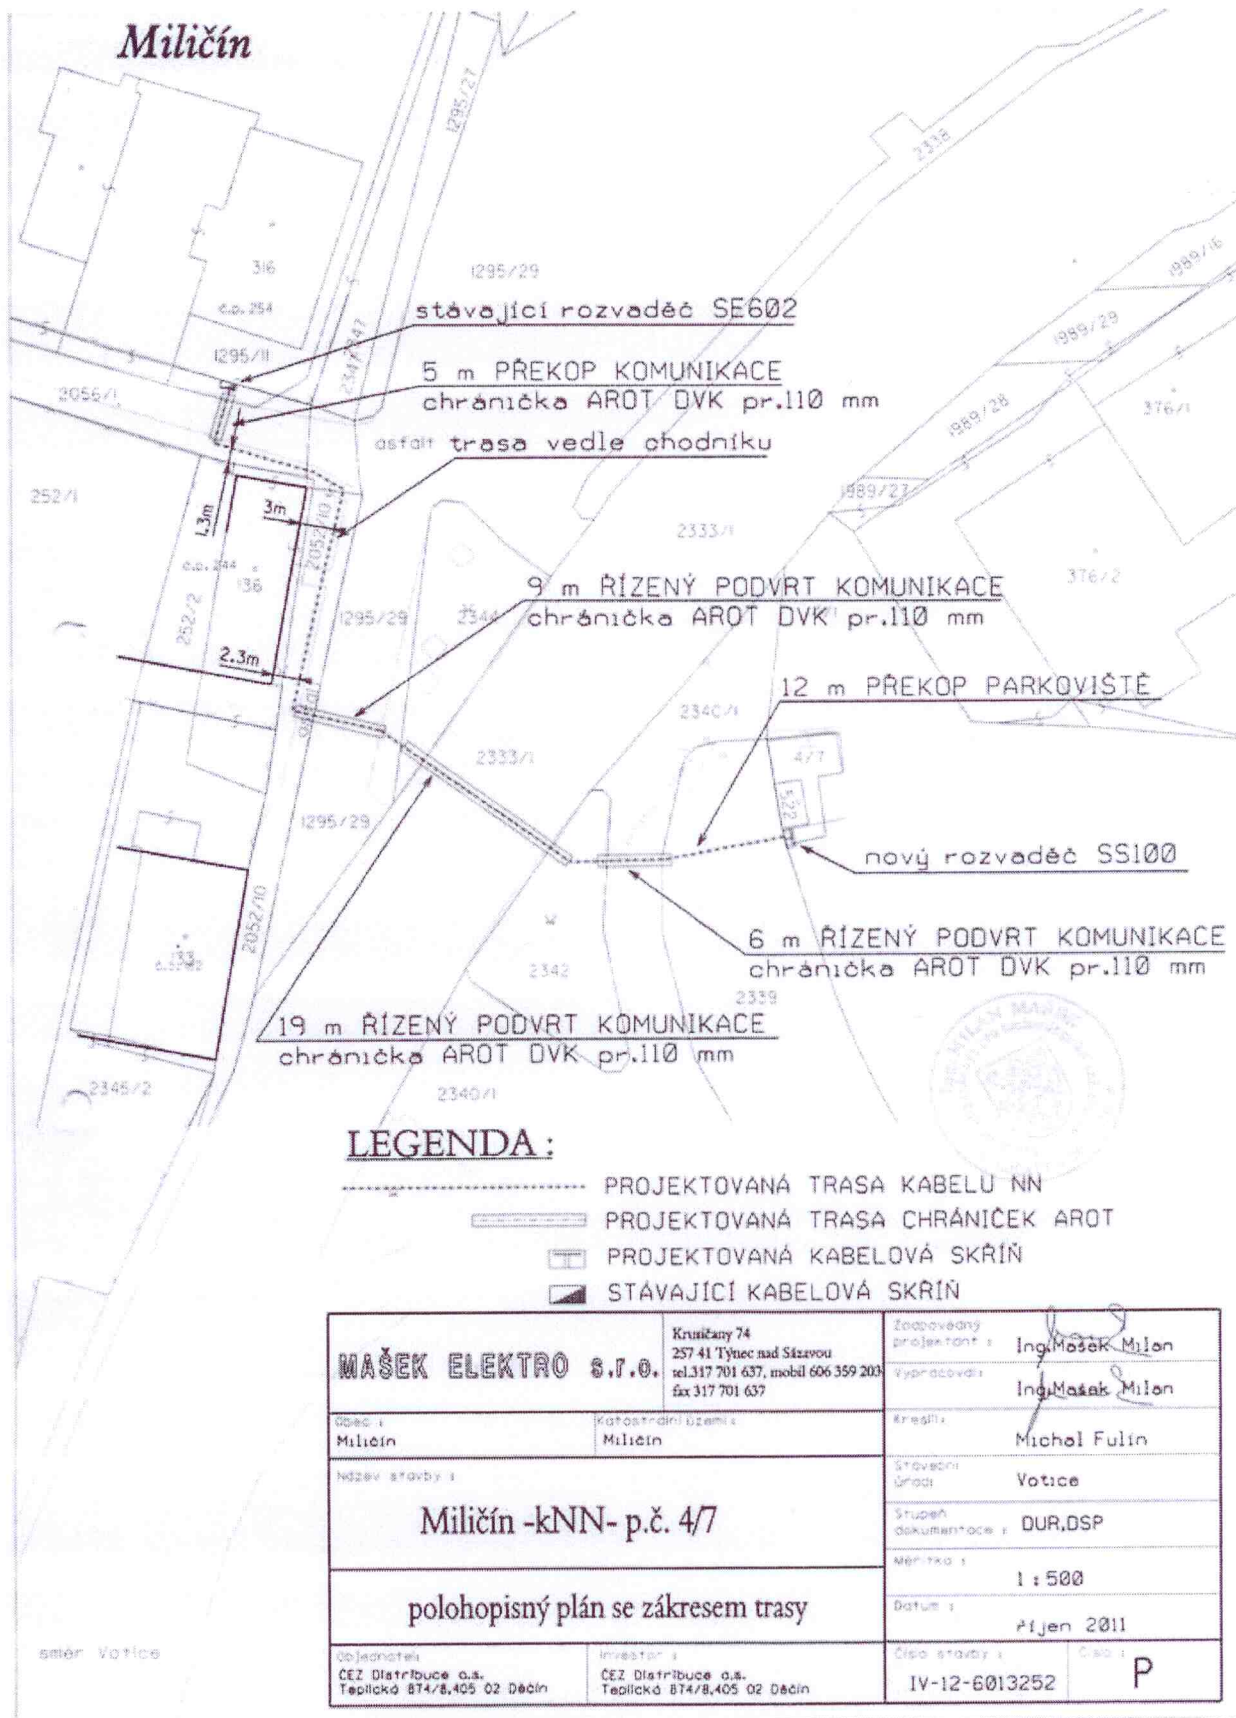 Miličín
1295/27
2338
316
č.p. 254
1295/29
1989/16
stávající rozvaděč SE602
1295/11
2347
1989/29
5 m PŘEKOP KOMUNIKACE
2056/1
chránička AROT DVK pr.110 mm
376/1
1989/28
asfalt
trasa vedle chodníku
252/1
1989/27
3m
1.3m
2052/10
2333/1
č.p. 244
136
376/2
9 m ŘÍZENÝ PODVRT KOMUNIKACE
252/2
1295/29
2344
chránička AROT DVK pr.110 mm
2.3m
12 m PŘEKOP PARKOVIŠTĚ
2340/1
2333/1
4/7
522
1295/29
nový rozvaděč SS100
2052/10
6 m ŘÍZENÝ PODVRT KOMUNIKACE
chránička AROT DVK pr.110 mm
2342
2339
19 m ŘÍZENÝ PODVRT KOMUNIKACE
chránička AROT DVK pr.110 mm
2345/2
2340/1
LEGENDA :
PROJEKTOVANÁ TRASA KABELU NN
PROJEKTOVANÁ TRASA CHRÁNIČEK AROT
PROJEKTOVANÁ KABELOVÁ SKŘÍŇ
STÁVAJÍCÍ KABELOVÁ SKŘÍŇ
MAŠEK ELEKTRO s.r.o.
Krusičany 74
257 41 Týnec nad Sázavou
tel.317 701 637, mobil 606 359 203
fax 317 701 637
Zodpovědný projektant : Ing.Mašek Milan
Vypracoval: Ing.Mašek Milan
Obec : Miličín
Katastrální území : Miličín
Kreslil: Michal Fulín
Název stavby :
Miličín -kNN- p.č. 4/7
Stavební úřad: Votice
Stupeň dokumentace : DUR,DSP
Měřítko : 1 : 500
polohopisný plán se zákresem trasy
Datum : říjen 2011
směr Votice
Objednatel:
ČEZ Distribuce a.s.
Teplická 874/8,405 02 Děčín
Investor :
ČEZ Distribuce a.s.
Teplická 874/8,405 02 Děčín
Číslo stavby : IV-12-6013252
P